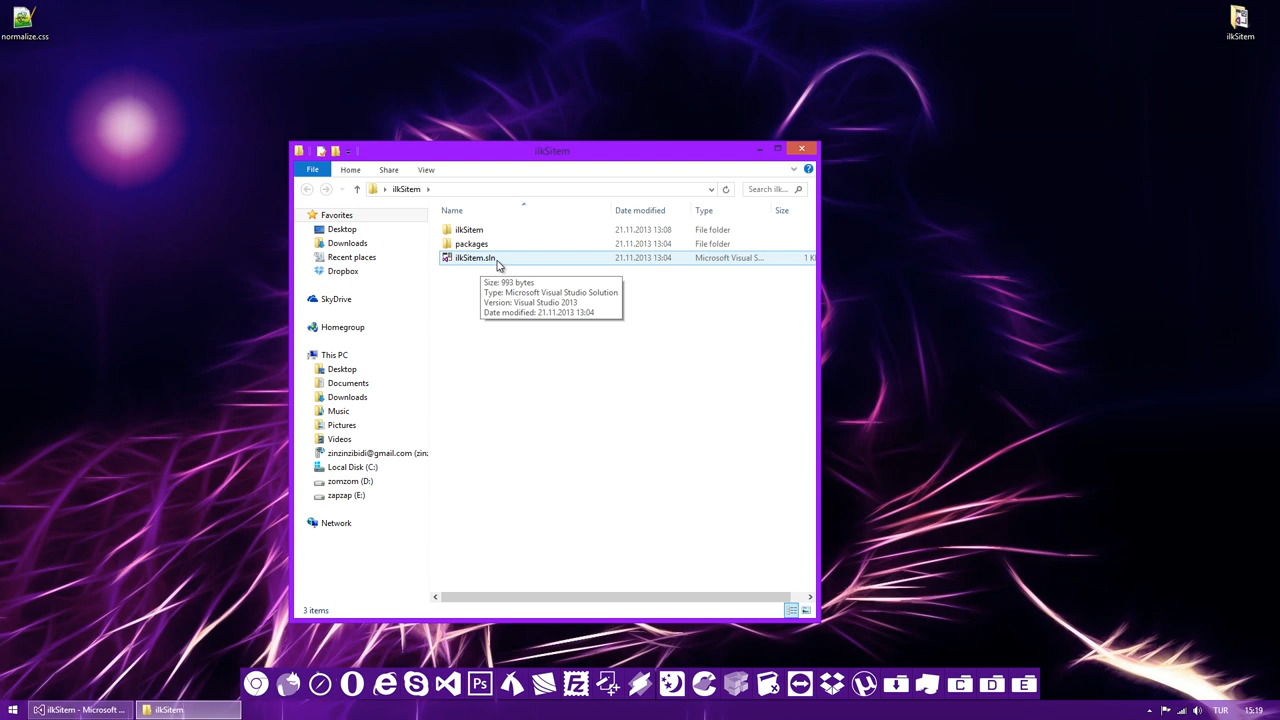 normalize.css
ilkSitem
ilkSitem
File
Home
Share
View
ilkSitem
Search ilk...
Name
Date modified
Type
Size
Favorites
Desktop
Downloads
Recent places
Dropbox
SkyDrive
Homegroup
This PC
Desktop
Documents
Downloads
Music
Pictures
Videos
zinzinzibidi@gmail.com (zin:
Local Disk (C:)
zomzom (D:)
zapzap (E:)
Network
ilkSitem 21.11.2013 13:08 File folder
packages 21.11.2013 13:04 File folder
ilkSitem.sln 21.11.2013 13:04 Microsoft Visual S... 1 K
Size: 993 bytes
Type: Microsoft Visual Studio Solution
Version: Visual Studio 2013
Date modified: 21.11.2013 13:04
3 items
Ps
C
D
E
ilkSitem - Microsoft ...
ilkSitem
TUR
15:19